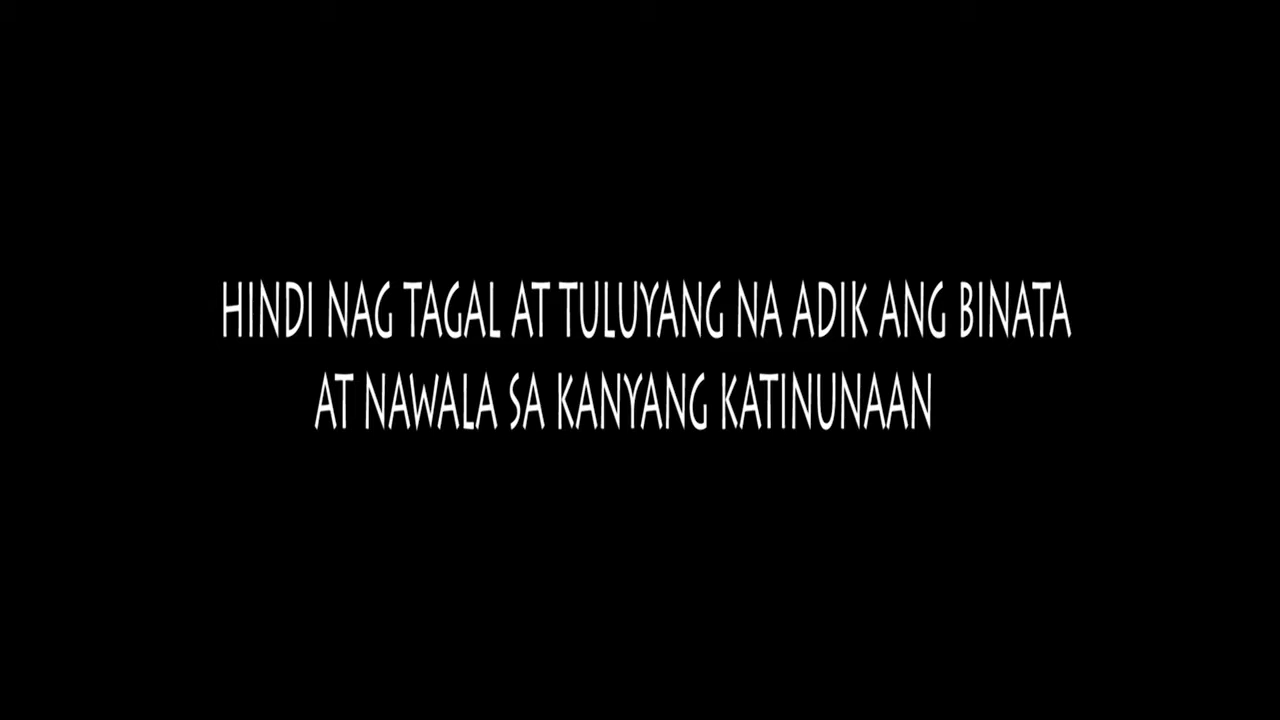 HINDI NAG TAGAL AT TULUYANG NA ADIK ANG BINATA
AT NAWALA SA KANYANG KATINUNAAN